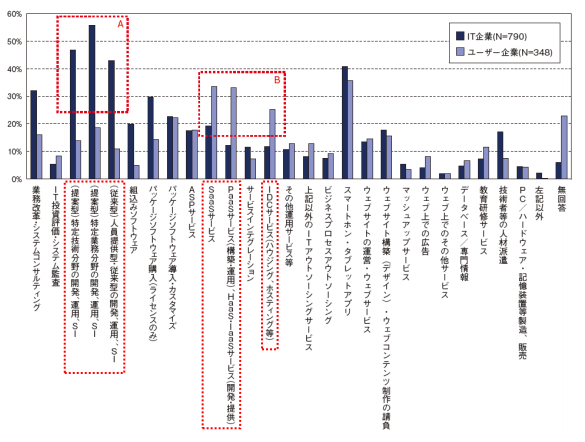 60%
50%
40%
30%
20%
10%
0%
A
B
IT企業(N=790)
ユーザー企業(N=348)
業務改革・システムコンサルティング
IT投資評価・システム監査
(提案型)特定技術分野の開発、運用、SI
(提案型)特定業務分野の開発、運用、SI
(従来型)人員提供型・従来型の開発、運用、SI
組込みソフトウェア
パッケージソフトウェア購入(ライセンスのみ)
パッケージソフトウェア導入・カスタマイズ
ASPサービス
SaaSサービス
PaaSサービス(構築・運用)、HaaS・IaaSサービス(開発・提供)
サービスインテグレーション
IDCサービス(ハウジング、ホスティング等)
その他運用サービス等
上記以外のITアウトソーシングサービス
ビジネスプロセスアウトソーシング
スマートホン・タブレットアプリ
ウェブサイトの運営・ウェブサービス
ウェブサイト構築(デザイン)・ウェブコンテンツ制作の請負
マッシュアップサービス
ウェブ上での広告
ウェブ上でのその他サービス
データベース/専門情報
教育研修サービス
技術者等の人材派遣
PC/ハードウェア・記憶装置等製造、販売
左記以外
無回答